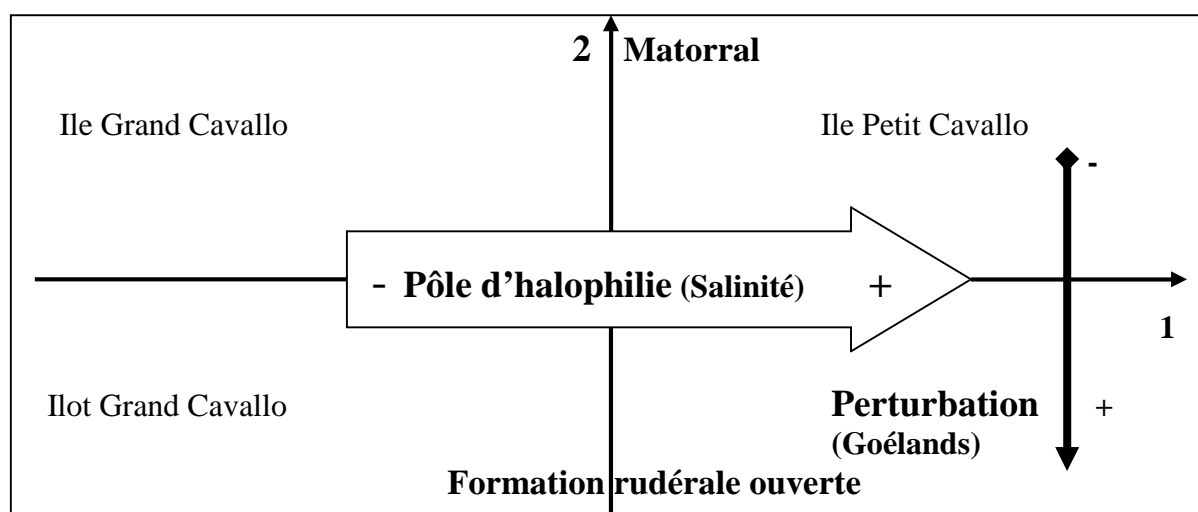 2 Matorral
Ile Grand Cavallo
Ile Petit Cavallo
-
- Pôle d’halophilie (Salinité) +
1
Ilot Grand Cavallo
Perturbation +
(Goélands)
Formation rudérale ouverte